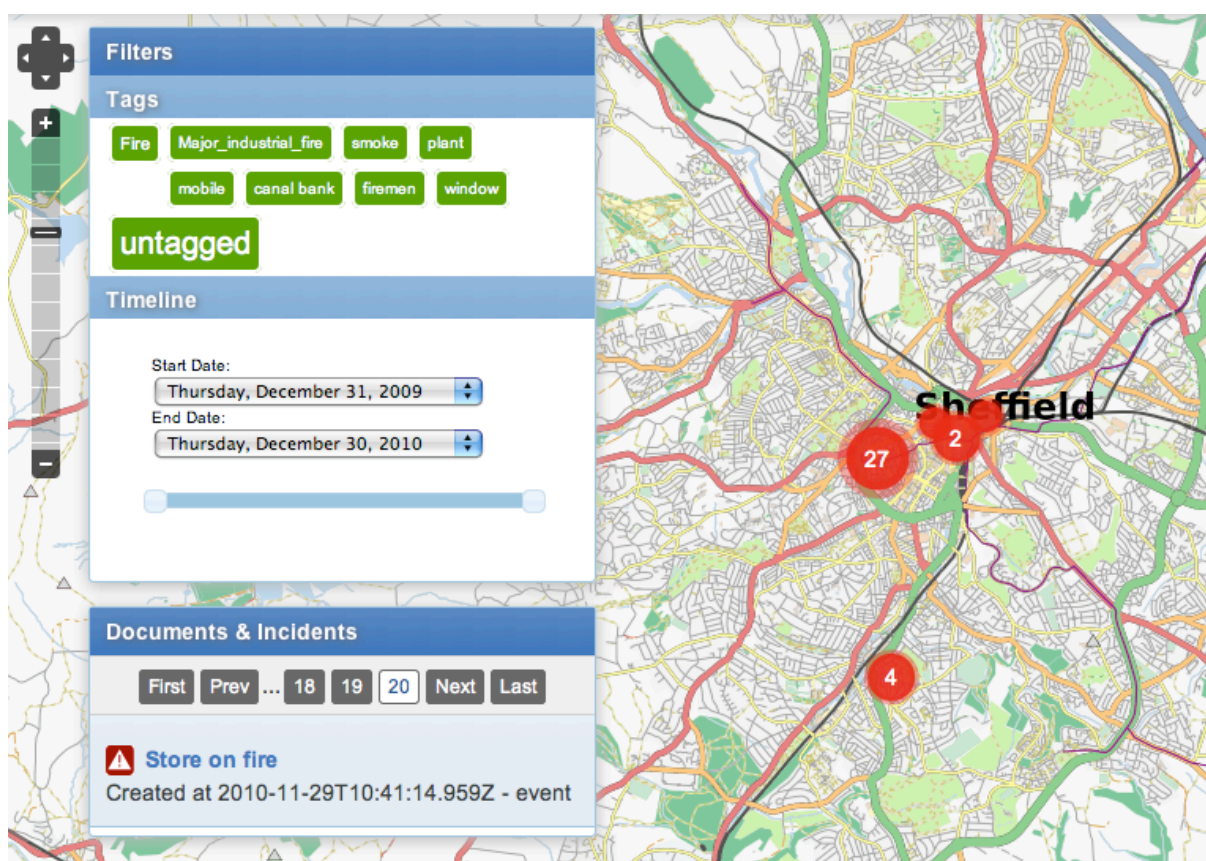 Filters
Tags
Fire Major_industrial_fire smoke plant
mobile canal bank firemen window
untagged
Timeline
Start Date:
Thursday, December 31, 2009
End Date:
Thursday, December 30, 2010
Documents & Incidents
First Prev ... 18 19 20 Next Last
Store on fire
Created at 2010-11-29T10:41:14.959Z - event
Sheffield
2
27
4